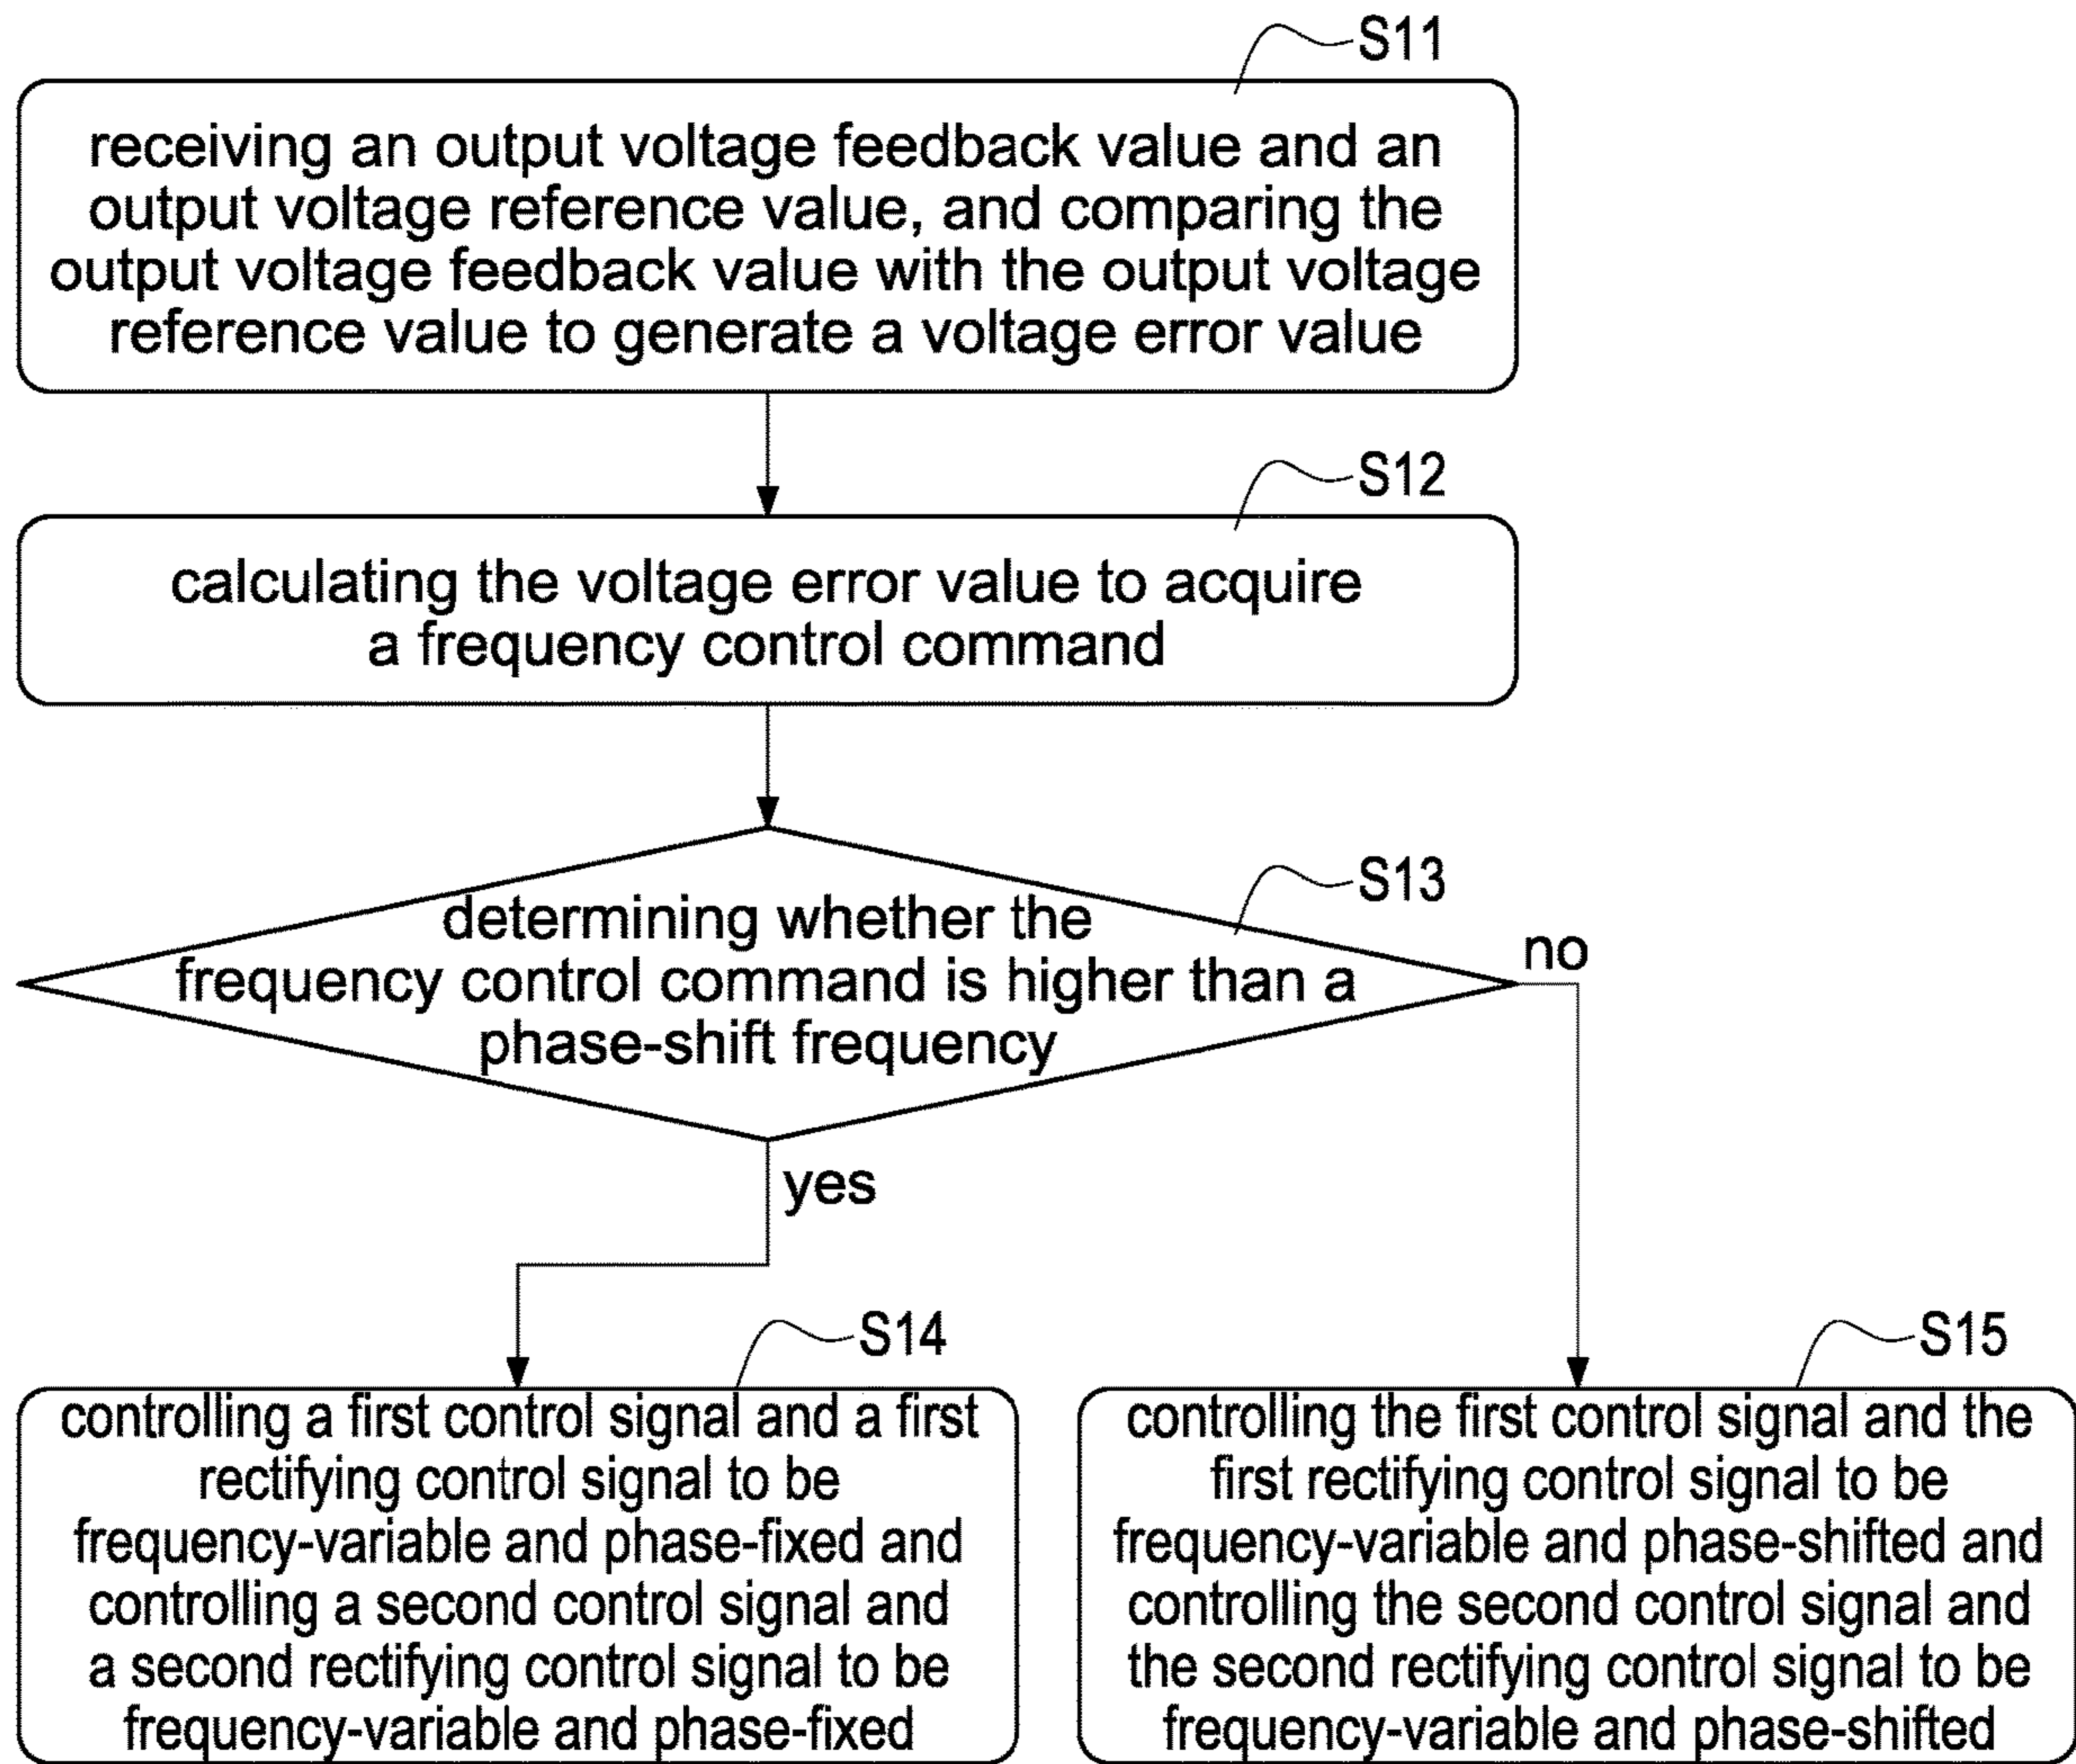 S11
receiving an output voltage feedback value and an
output voltage reference value, and comparing the
output voltage feedback value with the output voltage
reference value to generate a voltage error value
S12
calculating the voltage error value to acquire
a frequency control command
S13
determining whether the
frequency control command is higher than a
phase-shift frequency
no
yes
S14
controlling a first control signal and a first
rectifying control signal to be
frequency-variable and phase-fixed and
controlling a second control signal and
a second rectifying control signal to be
frequency-variable and phase-fixed
S15
controlling the first control signal and the
first rectifying control signal to be
frequency-variable and phase-shifted and
controlling the second control signal and
the second rectifying control signal to be
frequency-variable and phase-shifted